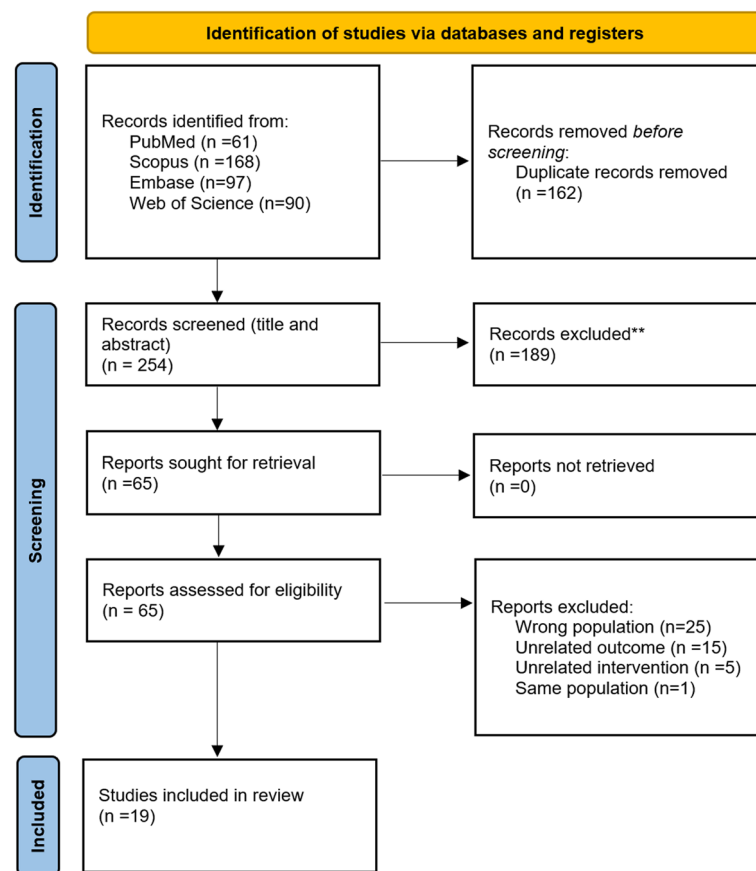 Identification of studies via databases and registers
Identification
Records identified from:
PubMed (n =61)
Scopus (n =168)
Embase (n=97)
Web of Science (n=90)
Records removed before
screening:
Duplicate records removed
(n =162)
Screening
Records screened (title and
abstract)
(n = 254)
Records excluded**
(n =189)
Reports sought for retrieval
(n =65)
Reports not retrieved
(n =0)
Reports assessed for eligibility
(n = 65)
Reports excluded:
Wrong population (n=25)
Unrelated outcome (n =15)
Unrelated intervention (n =5)
Same population (n=1)
Included
Studies included in review
(n =19)